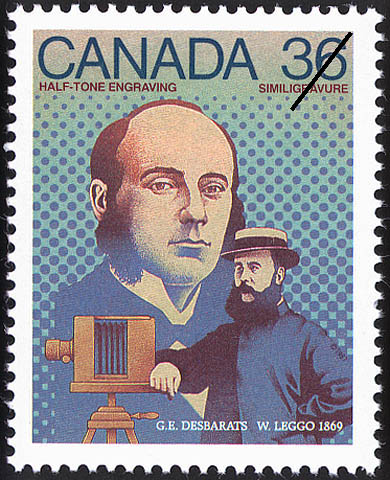 CANADA 36
HALF-TONE ENGRAVING SIMILIGRAVURE
G.E. DESBARATS W. LEGGO 1869